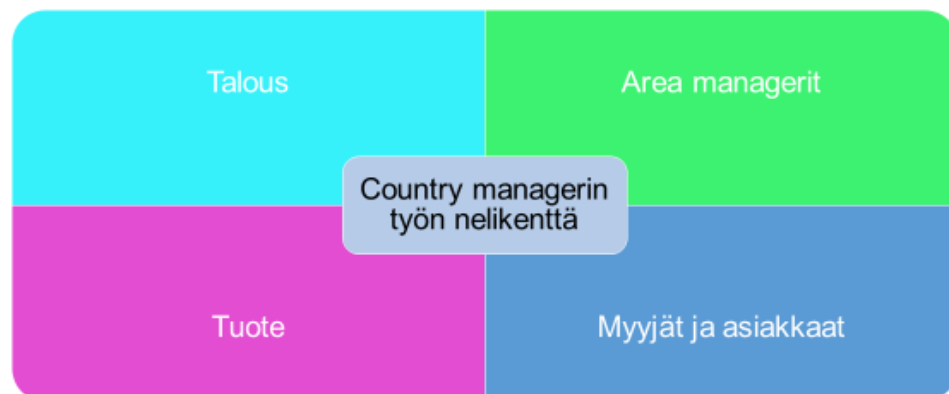 Talous
Area managerit
Country managerin
työn nelikenttä
Tuote
Myyjät ja asiakkaat